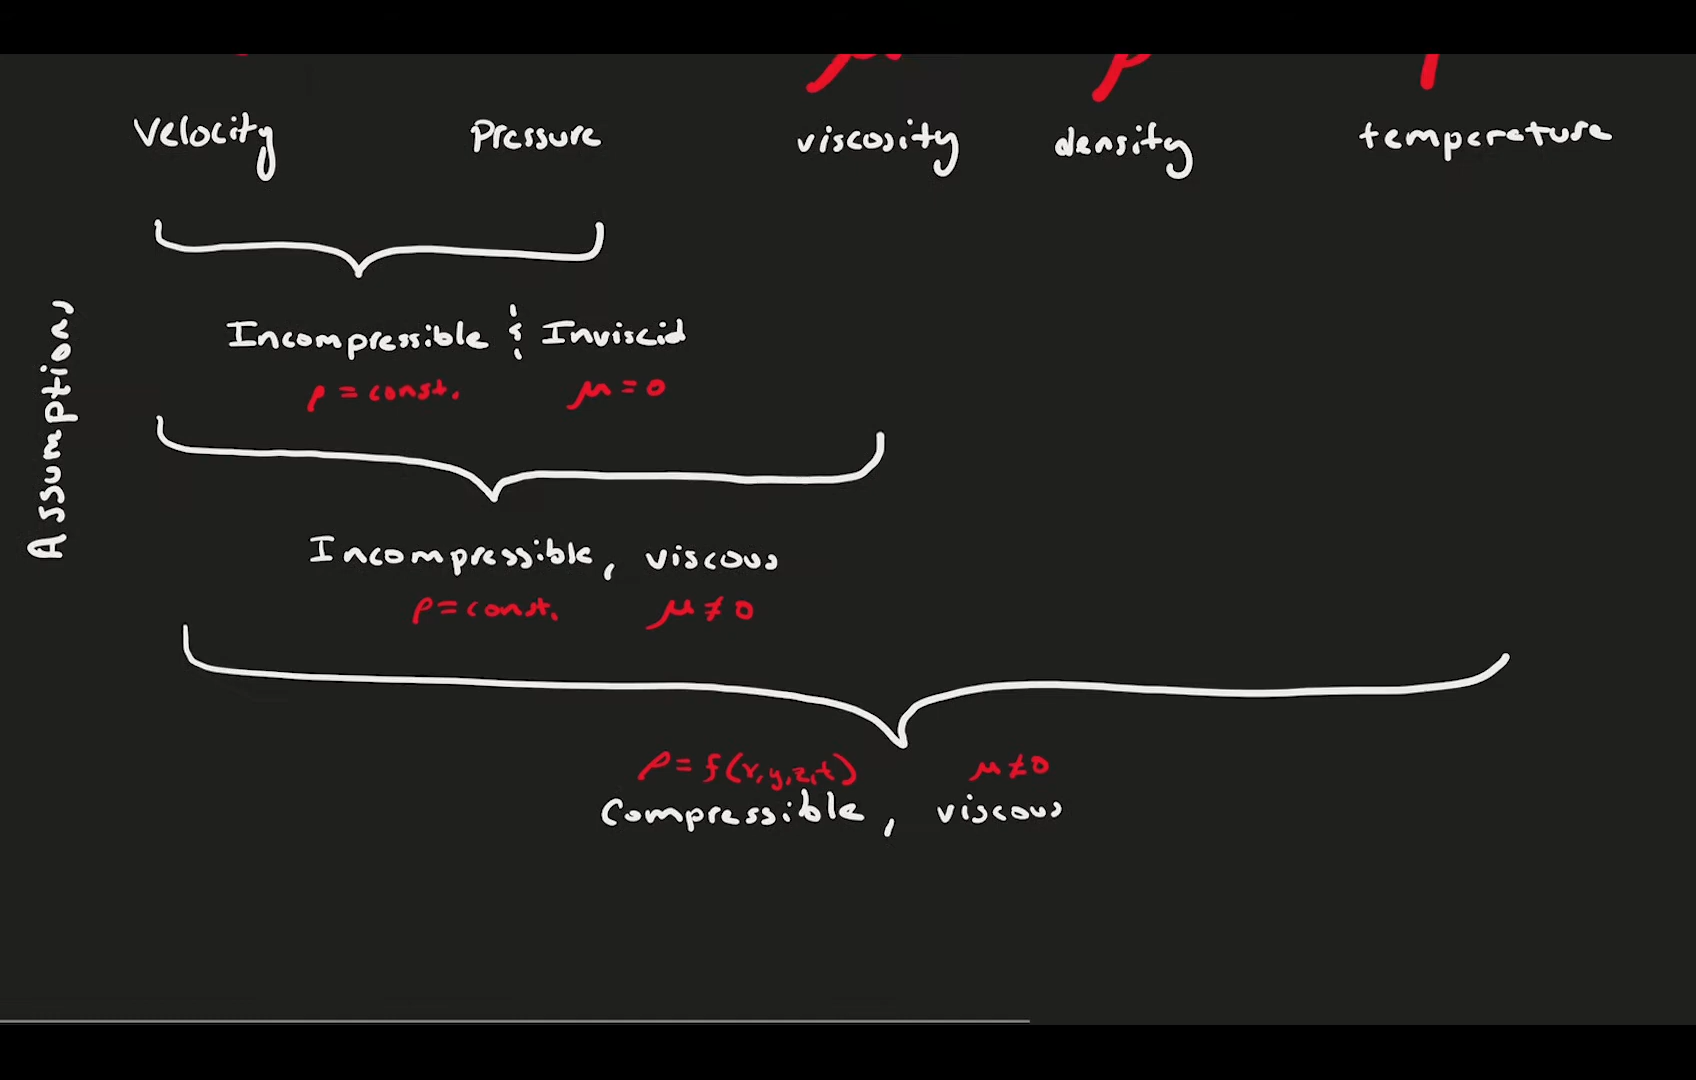 μ ρ
Velocity Pressure viscosity density temperature
Assumptions
Incompressible & Inviscid
ρ = const. μ = 0
Incompressible, viscous
ρ = const. μ ≠ 0
ρ = f(x,y,z,t) μ ≠ 0
Compressible, viscous